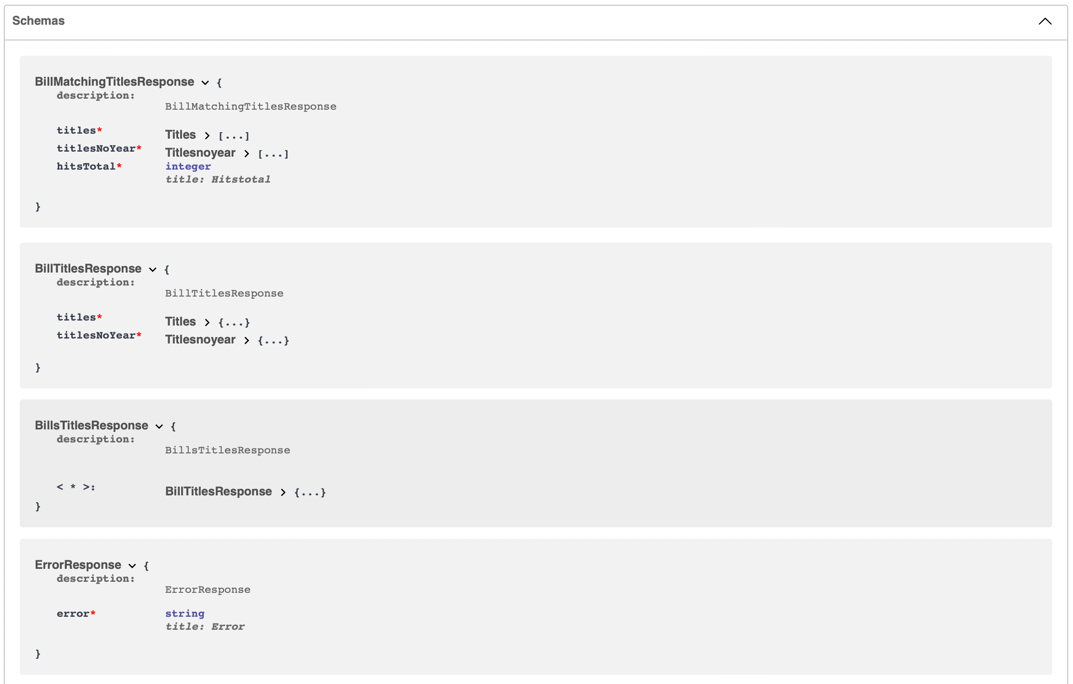 Schemas
BillMatchingTitlesResponse {
description:
BillMatchingTitlesResponse
titles* Titles > [...]
titlesNoYear* Titlesnoyear > [...]
hitsTotal* integer
title: Hitstotal
}
BillTitlesResponse {
description:
BillTitlesResponse
titles* Titles > {...}
titlesNoYear* Titlesnoyear > {...}
}
BillsTitlesResponse {
description:
BillsTitlesResponse
< * >: BillTitlesResponse > {...}
}
ErrorResponse {
description:
ErrorResponse
error* string
title: Error
}